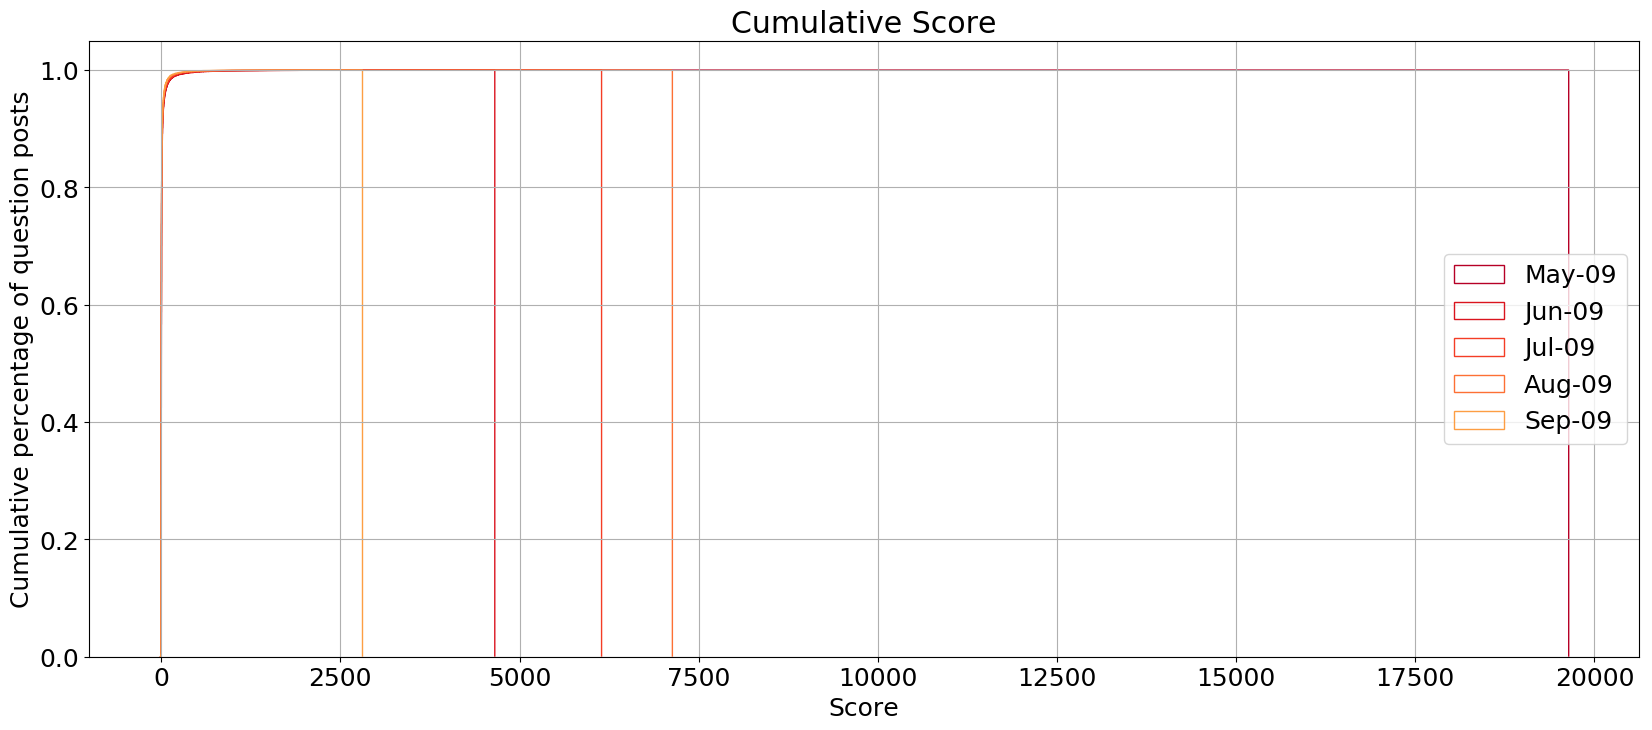 Cumulative Score
Cumulative percentage of question posts
1.0
0.8
0.6
0.4
0.2
0.0
0 2500 5000 7500 10000 12500 15000 17500 20000
Score
May-09
Jun-09
Jul-09
Aug-09
Sep-09